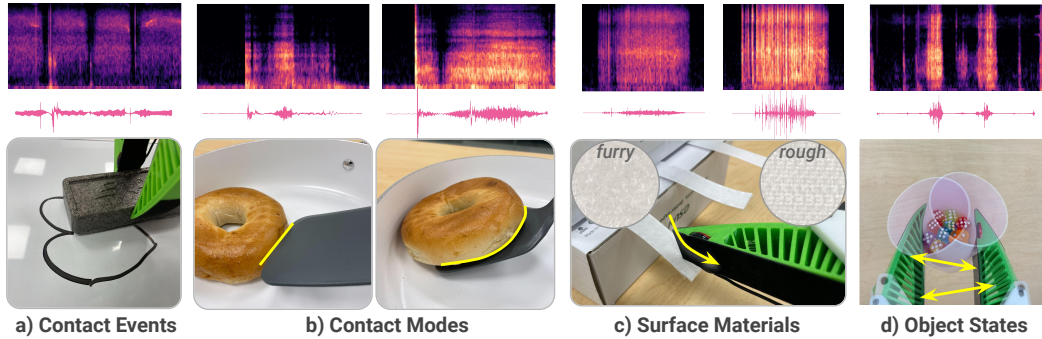 furry
rough
a) Contact Events
b) Contact Modes
c) Surface Materials
d) Object States